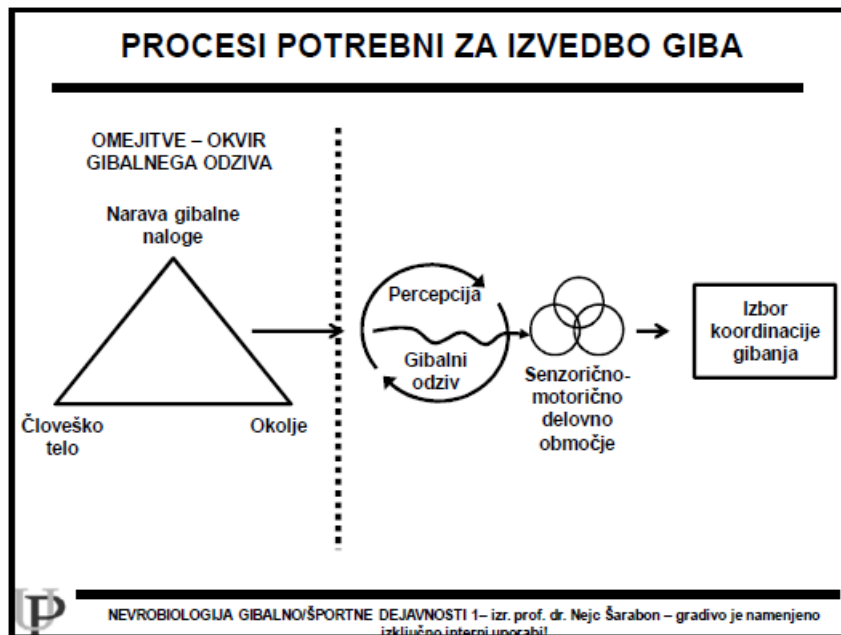 PROCESI POTREBNI ZA IZVEDBO GIBA
OMEJITVE – OKVIR
GIBALNEGA ODZIVA
Narava gibalne
naloge
Človeško
telo
Okolje
Percepcija
Gibalni
odziv
Senzorično-
motorično
delovno
območje
Izbor
koordinacije
gibanja
UP
NEVROBIOLOGIJA GIBALNO/ŠPORTNE DEJAVNOSTI 1– izr. prof. dr. Nejc Šarabon – gradivo je namenjeno
izključno interni uporabi!